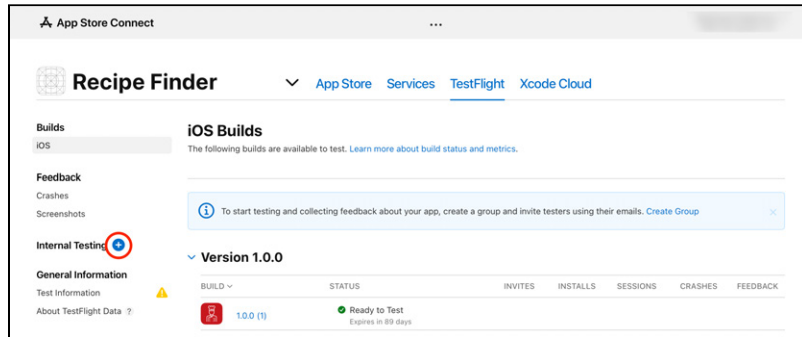 App Store Connect
...
Recipe Finder
App Store Services TestFlight Xcode Cloud
Builds
iOS
Feedback
Crashes
Screenshots
Internal Testing
General Information
Test Information
About TestFlight Data ?
iOS Builds
The following builds are available to test. Learn more about build status and metrics.
To start testing and collecting feedback about your app, create a group and invite testers using their emails. Create Group
Version 1.0.0
BUILD STATUS INVITES INSTALLS SESSIONS CRASHES FEEDBACK
1.0.0 (1) Ready to Test
Expires in 89 days